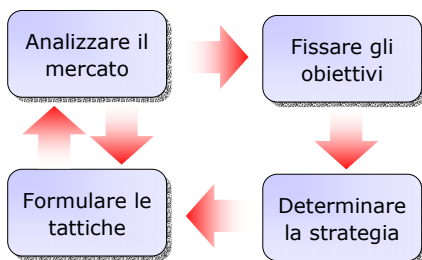 Analizzare il
mercato
Fissare gli
obiettivi
Formulare le
tattiche
Determinare
la strategia